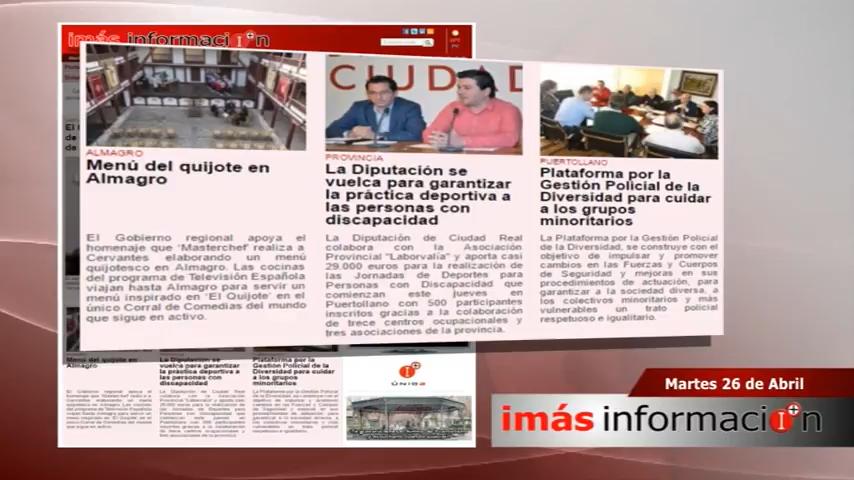 imás información
CIUDAD
ALMAGRO
Menú del quijote en
Almagro
El Gobierno regional apoya el
homenaje que 'Masterchef' realiza a
Cervantes elaborando un menú
quijotesco en Almagro. Las cocinas
del programa de Televisión Española
viajan hasta Almagro para servir un
menú inspirado en 'El Quijote' en el
único Corral de Comedias del mundo
que sigue en activo.
PROVINCIA
La Diputación se
vuelca para garantizar
la práctica deportiva a
las personas con
discapacidad
La Diputación de Ciudad Real
colabora con la Asociación
Provincial "Laborvalía" y aporta casi
29.000 euros para la realización de
las Jornadas de Deportes para
Personas con Discapacidad que
comienzan este jueves en
Puertollano con 500 participantes
inscritos gracias a la colaboración
de trece centros ocupacionales y
tres asociaciones de la provincia.
PUERTOLLANO
Plataforma por la
Gestión Policial de la
Diversidad para cuidar
a los grupos
minoritarios
La Plataforma por la Gestión Policial
de la Diversidad, se construye con el
objetivo de impulsar y promover
cambios en las Fuerzas y Cuerpos
de Seguridad y mejoras en sus
procedimientos de actuación, para
garantizar a la sociedad diversa, a
los colectivos minoritarios y más
vulnerables un trato policial
respetuoso e igualitario.
Menú del quijote en
Almagro
La Diputación se
vuelca para garantizar
la práctica deportiva a
las personas con
discapacidad
Plataforma por la
Gestión Policial de la
Diversidad para cuidar
a los grupos
minoritarios
Martes 26 de Abril
imás información